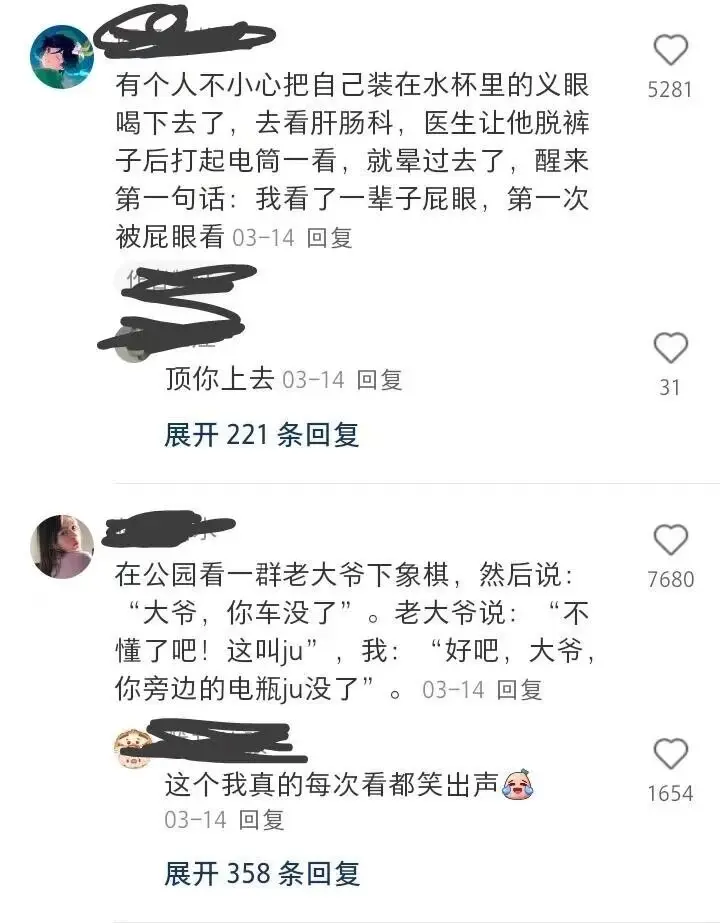 有个人不小心把自己装在水杯里的义眼
5281
喝下去了，去看肝肠科，医生让他脱裤
子后打起电筒一看，就晕过去了，醒来
第一句话：我看了一辈子屁眼，第一次
被屁眼看 03-14 回复
顶你上去 03-14 回复
31
展开 221 条回复
在公园看一群老大爷下象棋，然后说：
7680
“大爷，你车没了”。老大爷说：“不
懂了吧！这叫ju”，我：“好吧，大爷，
你旁边的电瓶ju没了”。 03-14 回复
这个我真的每次看都笑出声
1654
03-14 回复
展开 358 条回复